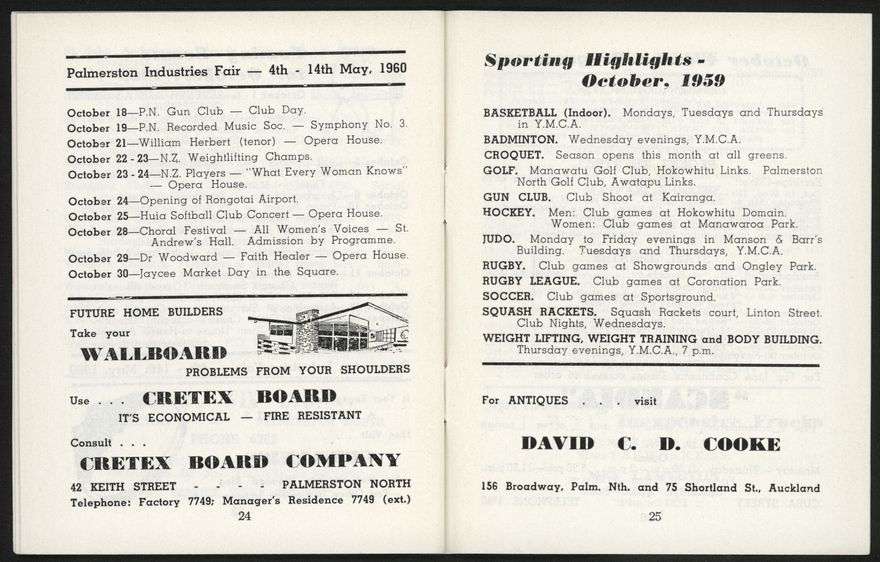 Palmerston Industries Fair — 4th - 14th May, 1960
October 18—P.N. Gun Club — Club Day.
October 19—P.N. Recorded Music Soc. — Symphony No. 3.
October 21—William Herbert (tenor) — Opera House.
October 22 - 23—N.Z. Weightlifting Champs.
October 23 - 24—N.Z. Players — "What Every Woman Knows"
— Opera House.
October 24—Opening of Rongotai Airport.
October 25—Huia Softball Club Concert — Opera House.
October 28—Choral Festival — All Women's Voices — St.
Andrew's Hall. Admission by Programme.
October 29—Dr Woodward — Faith Healer — Opera House.
October 30—Jaycee Market Day in the Square.
FUTURE HOME BUILDERS
Take your
WALLBOARD
PROBLEMS FROM YOUR SHOULDERS
Use . . . CRETEX BOARD
IT'S ECONOMICAL — FIRE RESISTANT
Consult . . .
CRETEX BOARD COMPANY
42 KEITH STREET - - - - PALMERSTON NORTH
Telephone: Factory 7749; Manager's Residence 7749 (ext.)
24
Sporting Highlights -
October, 1959
BASKETBALL (Indoor). Mondays, Tuesdays and Thursdays
in Y.M.C.A.
BADMINTON. Wednesday evenings, Y.M.C.A.
CROQUET. Season opens this month at all greens.
GOLF. Manawatu Golf Club, Hokowhitu Links. Palmerston
North Golf Club, Awatapu Links.
GUN CLUB. Club Shoot at Kairanga.
HOCKEY. Men: Club games at Hokowhitu Domain.
Women: Club games at Manawaroa Park.
JUDO. Monday to Friday evenings in Manson & Barr's
Building. Tuesdays and Thursdays, Y.M.C.A.
RUGBY. Club games at Showgrounds and Ongley Park.
RUGBY LEAGUE. Club games at Coronation Park.
SOCCER. Club games at Sportsground.
SQUASH RACKETS. Squash Rackets court, Linton Street.
Club Nights, Wednesdays.
WEIGHT LIFTING, WEIGHT TRAINING and BODY BUILDING.
Thursday evenings, Y.M.C.A., 7 p.m.
For ANTIQUES . . . . visit
DAVID C. D. COOKE
156 Broadway, Palm. Nth. and 75 Shortland St., Auckland
25